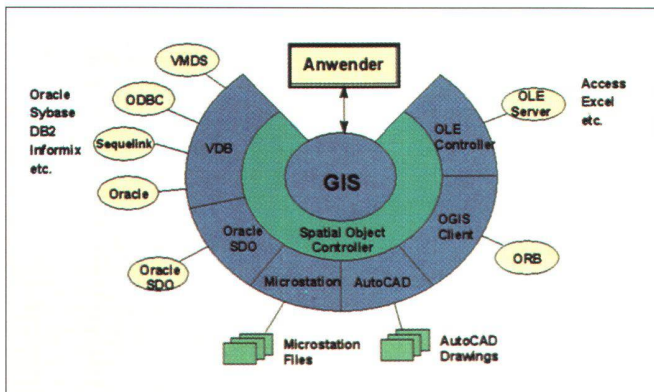 VMDS
Anwender
Oracle
Sybase
DB2
Informix
etc.
ODBC
Sequelink
Oracle
VDB
GIS
OLE
Controller
OLE
Server
Access
Excel
etc.
Oracle
SDO
Spatial Object
Controller
OGIS
Client
Oracle
SDO
Microstation
AutoCAD
ORB
Microstation
Files
AutoCAD
Drawings